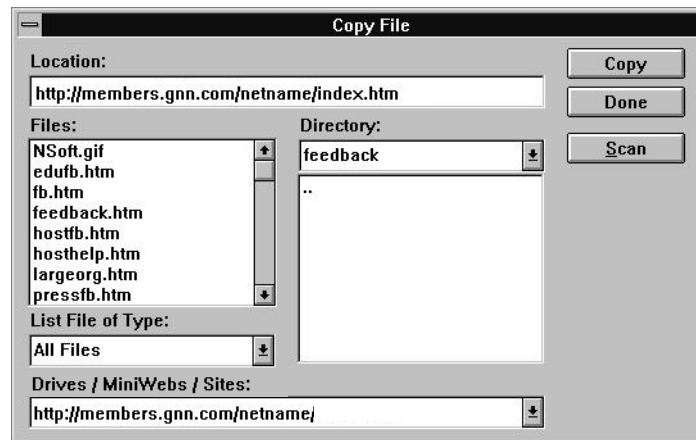 Copy File
Location:
http://members.gnn.com/netname/index.htm
Copy
Done
Scan
Files:
NSoft.gif
edufb.htm
fb.htm
feedback.htm
hostfb.htm
hosthelp.htm
largeorg.htm
pressfb.htm
Directory:
feedback
..
List File of Type:
All Files
Drives / MiniWebs / Sites:
http://members.gnn.com/netname/